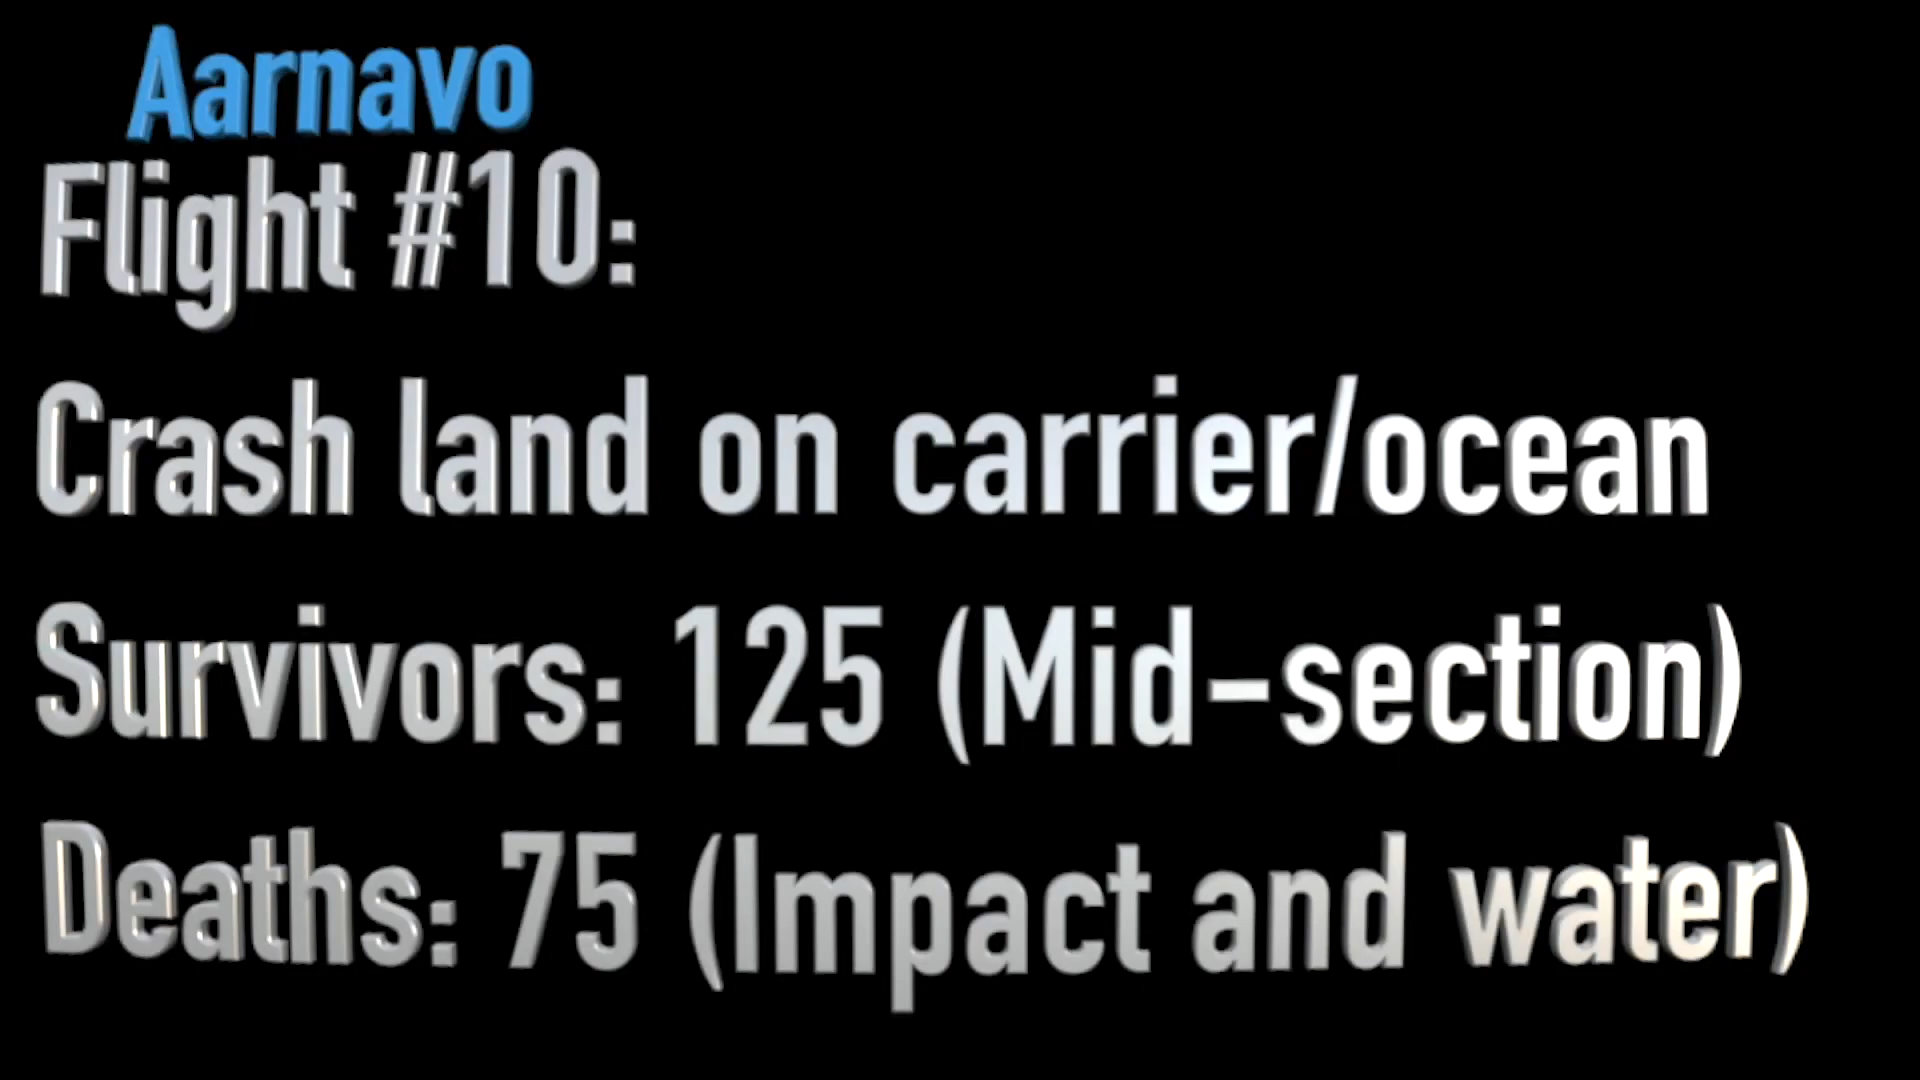 Aarnavo
Flight #10:
Crash land on carrier/ocean
Survivors: 125 (Mid-section)
Deaths: 75 (Impact and water)